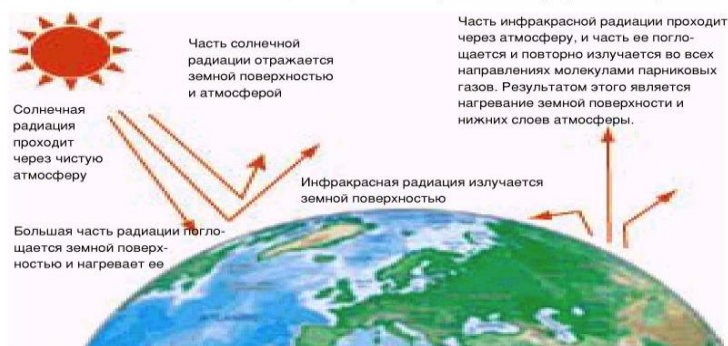 Часть солнечной
радиации отражается
земной поверхностью
и атмосферой
Часть инфракрасной радиации проходит
через атмосферу, и часть ее погло-
щается и повторно излучается во всех
направлениях молекулами парниковых
газов. Результатом этого является
нагревание земной поверхности и
нижних слоев атмосферы.
Солнечная
радиация
проходит
через чистую
атмосферу
Инфракрасная радиация излучается
земной поверхностью
Большая часть радиации погло-
щается земной поверх-
ностью и нагревает ее